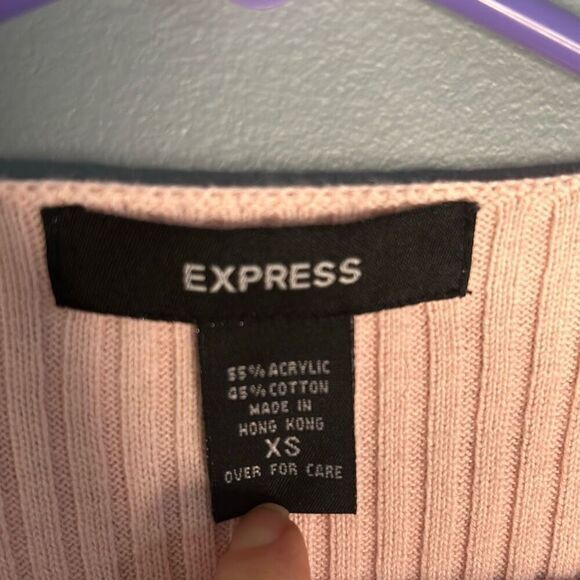 EXPRESS
55% ACRYLIC
45% COTTON
MADE IN
HONG KONG
XS
OVER FOR CARE